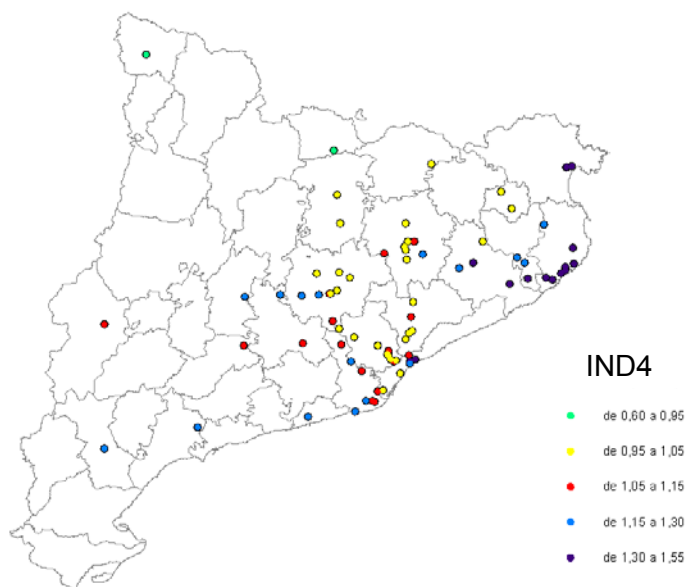 IND4
de 0,60 a 0,95
de 0,95 a 1,05
de 1,05 a 1,15
de 1,15 a 1,30
de 1,30 a 1,55